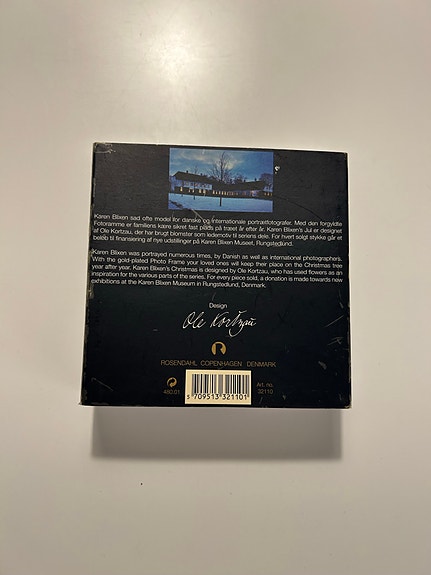 Karen Blixen sad ofte model for danske og internationale portrætfotografer. Med den forgyldte
Fotoramme er familiens kære sikret fast plads på træet år efter år. Karen Blixen's Jul er designet
af Ole Kortzau, der har brugt blomster som ledemotiv til seriens dele. For hvert solgt stykke går et
beløb til finansiering af nye udstillinger på Karen Blixen Museet, Rungstedlund.
Karen Blixen was portrayed numerous times, by Danish as well as international photographers.
With the gold-plated Photo Frame your loved ones will keep their place on the Christmas tree
year after year. Karen Blixen's Christmas is designed by Ole Kortzau, who has used flowers as an
inspiration for the various parts of the series. For every piece sold, a donation is made towards new
exhibitions at the Karen Blixen Museum in Rungstedlund, Denmark.
Design
Ole Kortzau
ROSENDAHL COPENHAGEN DENMARK
480.01
5 709513 321101
Art. no.
32110